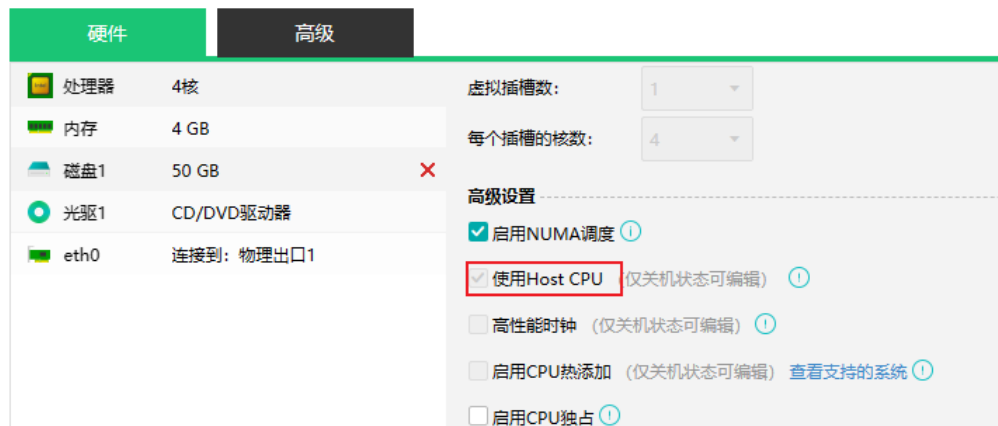 硬件 高级
处理器 4核
内存 4 GB
磁盘1 50 GB
光驱1 CD/DVD驱动器
eth0 连接到：物理出口1
虚拟插槽数： 1
每个插槽的核数： 4
高级设置
启用NUMA调度
使用Host CPU (仅关机状态可编辑)
高性能时钟 (仅关机状态可编辑)
启用CPU热添加 (仅关机状态可编辑) 查看支持的系统
启用CPU独占